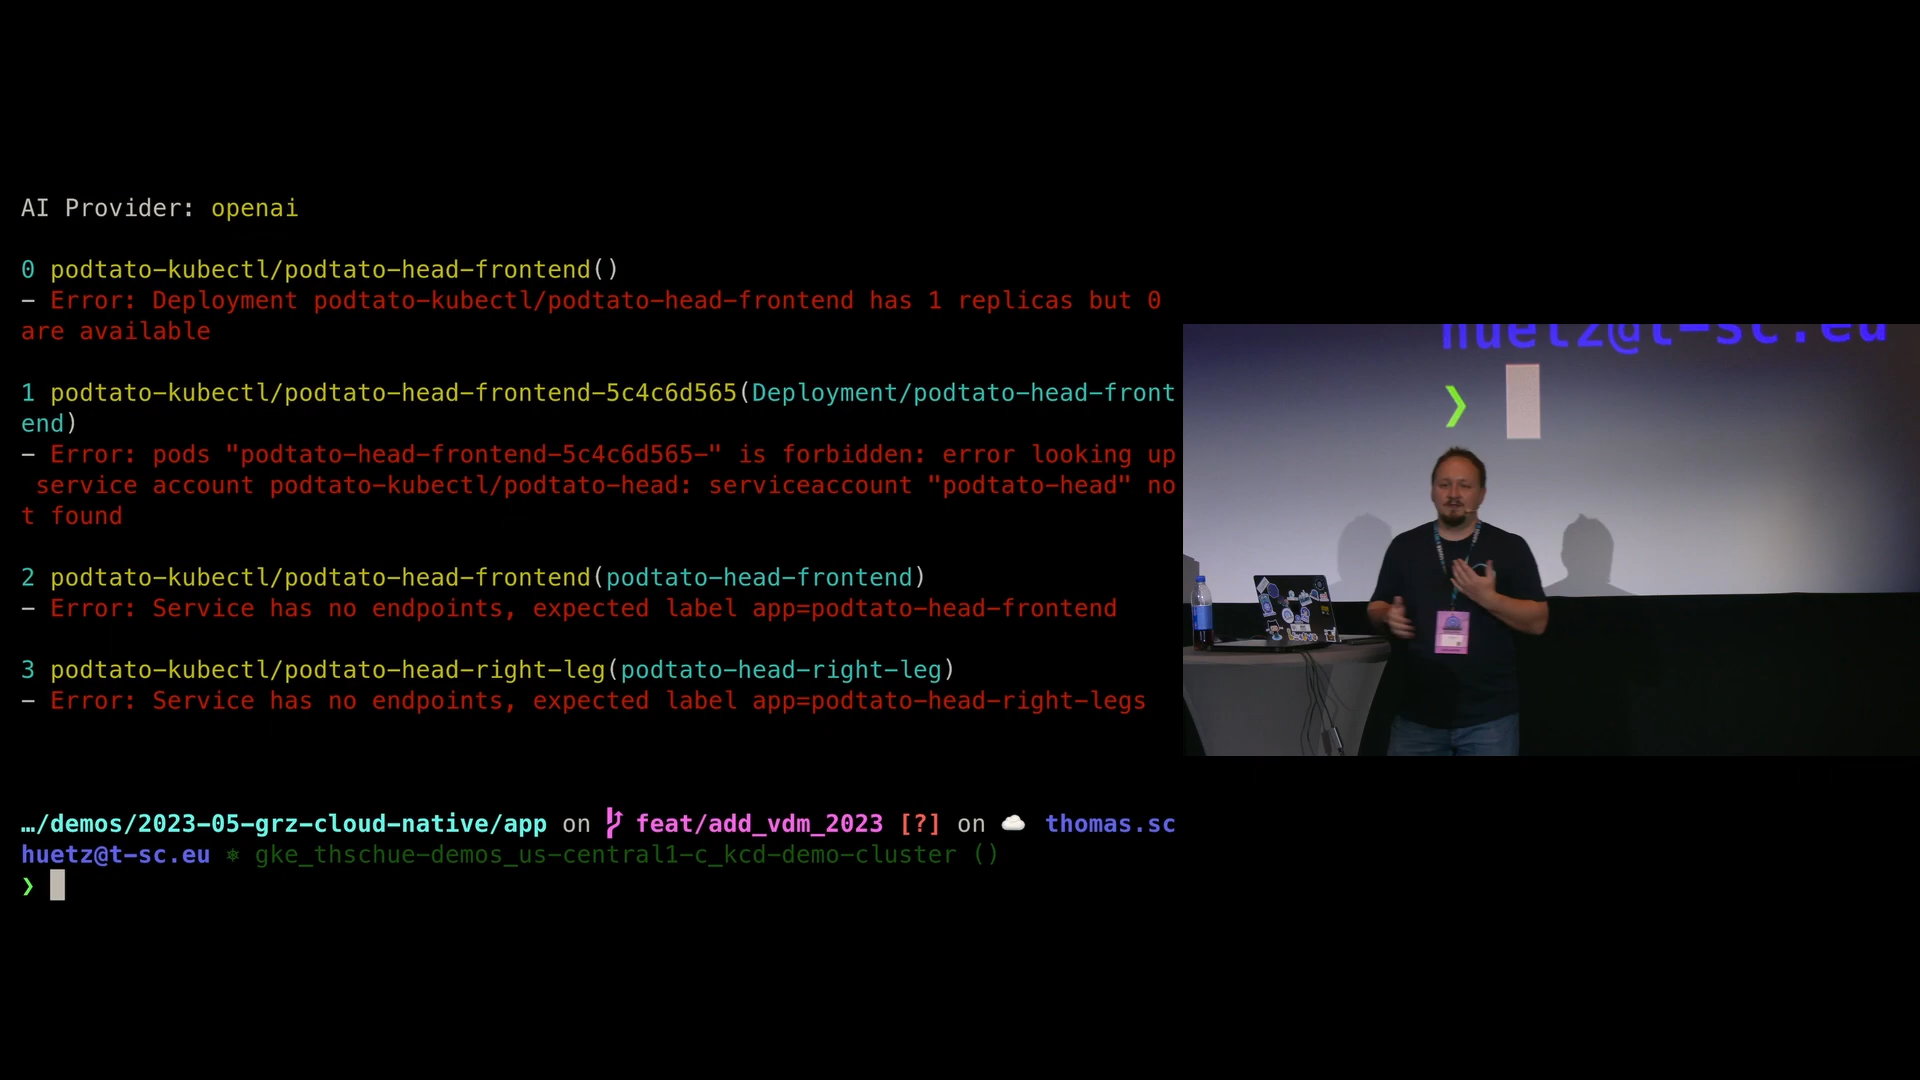 AI Provider: openai
0 podtato-kubectl/podtato-head-frontend()
- Error: Deployment podtato-kubectl/podtato-head-frontend has 1 replicas but 0
are available
1 podtato-kubectl/podtato-head-frontend-5c4c6d565(Deployment/podtato-head-front
end)
- Error: pods "podtato-head-frontend-5c4c6d565-" is forbidden: error looking up
 service account podtato-kubectl/podtato-head: serviceaccount "podtato-head" no
t found
2 podtato-kubectl/podtato-head-frontend(podtato-head-frontend)
- Error: Service has no endpoints, expected label app=podtato-head-frontend
3 podtato-kubectl/podtato-head-right-leg(podtato-head-right-leg)
- Error: Service has no endpoints, expected label app=podtato-head-right-legs
…/demos/2023-05-grz-cloud-native/app on feat/add_vdm_2023 [?] on thomas.sc
huetz@t-sc.eu ⎈ gke_thschue-demos_us-central1-c_kcd-demo-cluster ()
❯
huetz@t-sc.eu
❯